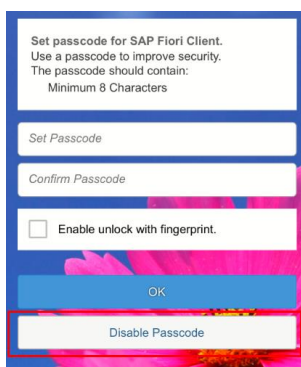 Set passcode for SAP Fiori Client.
Use a passcode to improve security.
The passcode should contain:
Minimum 8 Characters
Set Passcode
Confirm Passcode
Enable unlock with fingerprint.
OK
Disable Passcode